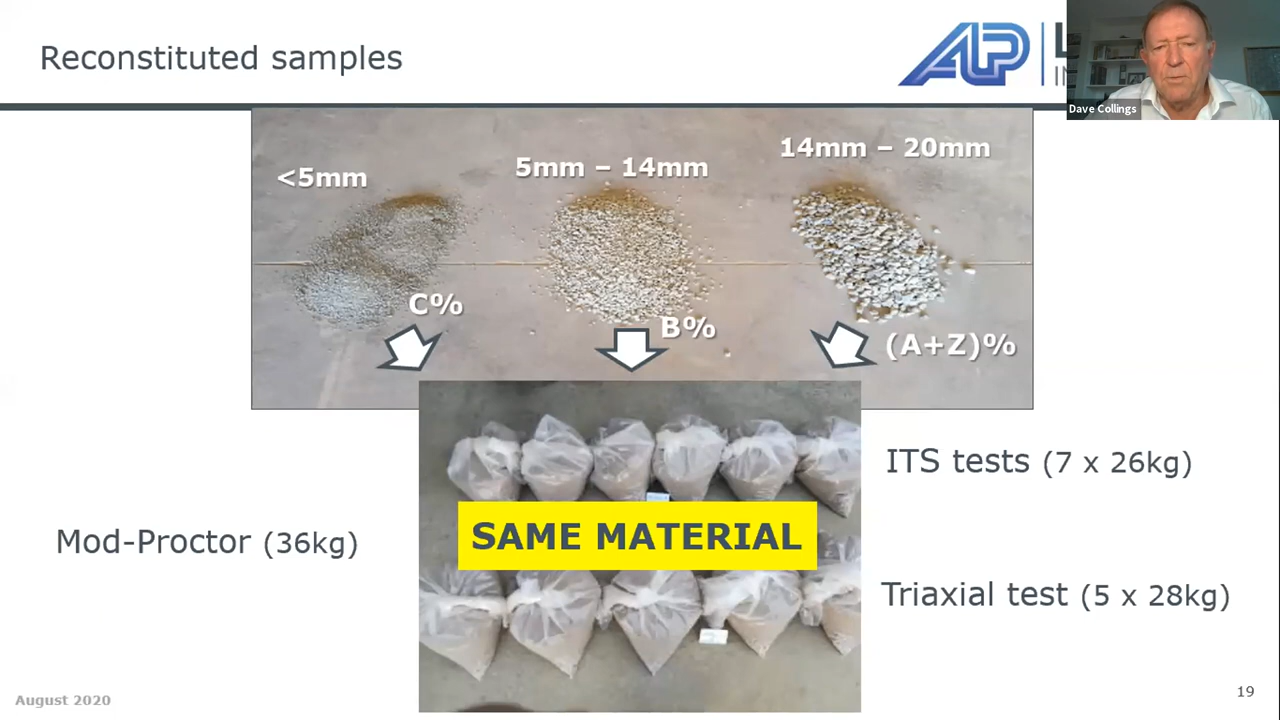 Reconstituted samples
ALP
Dave Collings
<5mm
5mm – 14mm
14mm – 20mm
C%
B%
(A+Z)%
ITS tests (7 x 26kg)
SAME MATERIAL
Mod-Proctor (36kg)
Triaxial test (5 x 28kg)
August 2020
19